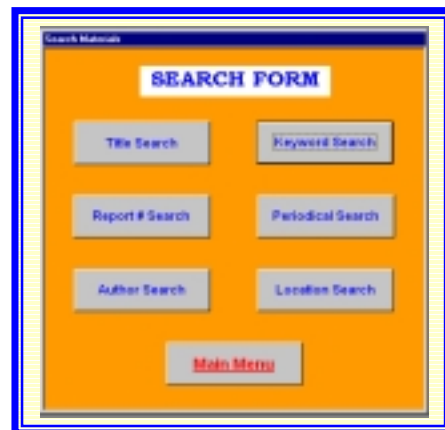 Search Materials
SEARCH FORM
Title Search
Keyword Search
Report # Search
Periodical Search
Author Search
Location Search
Main Menu